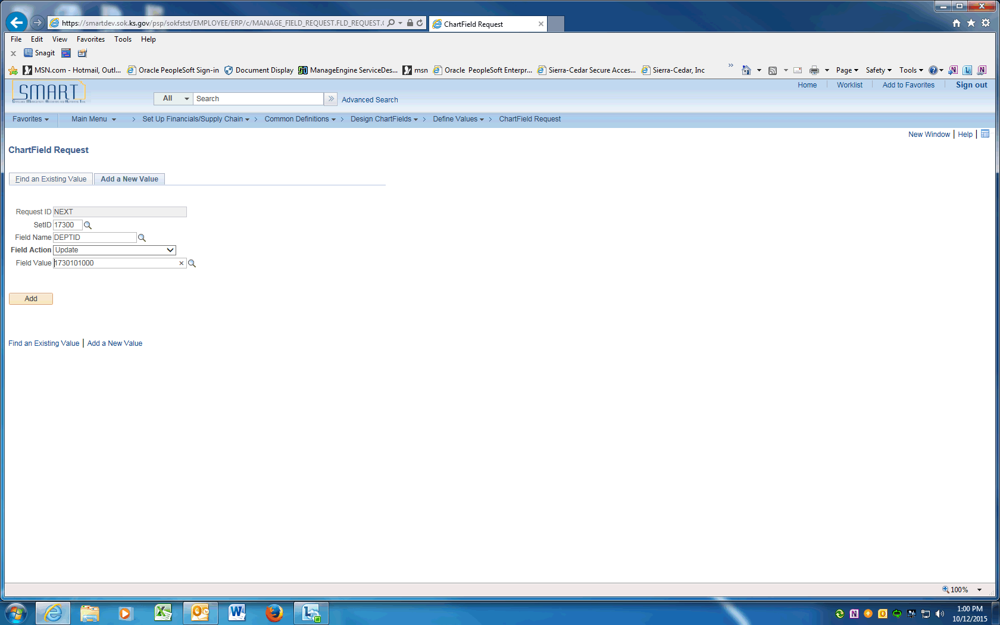 https://smartdev.sok.ks.gov/psp/sokfstst/EMPLOYEE/ERP/c/MANAGE_FIELD_REQUEST.FLD_REQUEST.
ChartField Request
File Edit View Favorites Tools Help
Snagit
MSN.com - Hotmail, Outl... Oracle PeopleSoft Sign-in Document Display ManageEngine ServiceDes... msn Oracle PeopleSoft Enterpr... Sierra-Cedar Secure Acces... Sierra-Cedar, Inc » Page Safety Tools
SMART
All Search » Advanced Search
Home Worklist Add to Favorites Sign out
Favorites Main Menu > Set Up Financials/Supply Chain > Common Definitions > Design ChartFields > Define Values > ChartField Request
New Window | Help |
ChartField Request
Find an Existing Value Add a New Value
Request ID NEXT
SetID 17300
Field Name DEPTID
Field Action Update
Field Value 1730101000 ×
Add
Find an Existing Value | Add a New Value
100%
1:00 PM
10/12/2015